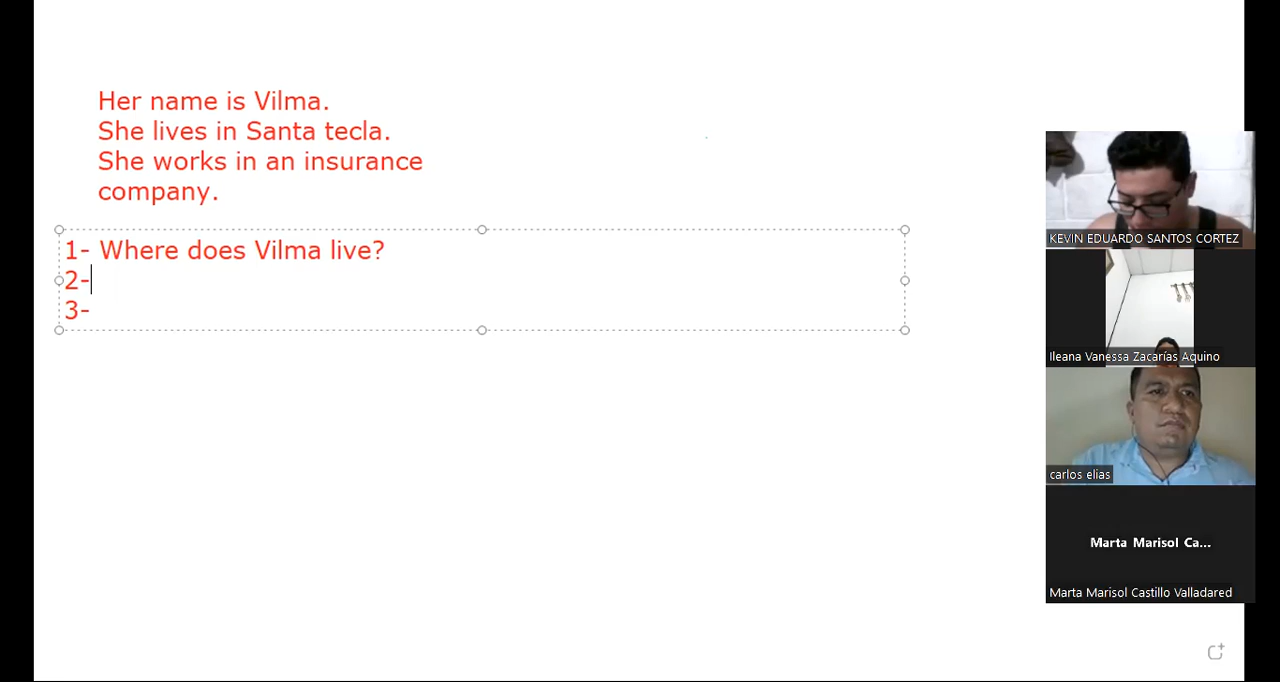 Her name is Vilma.
She lives in Santa tecla.
She works in an insurance
company.
1- Where does Vilma live?
2-
3-
KEVIN EDUARDO SANTOS CORTEZ
Ileana Vanessa Zacarías Aquino
carlos elias
Marta Marisol Ca...
Marta Marisol Castillo Valladared